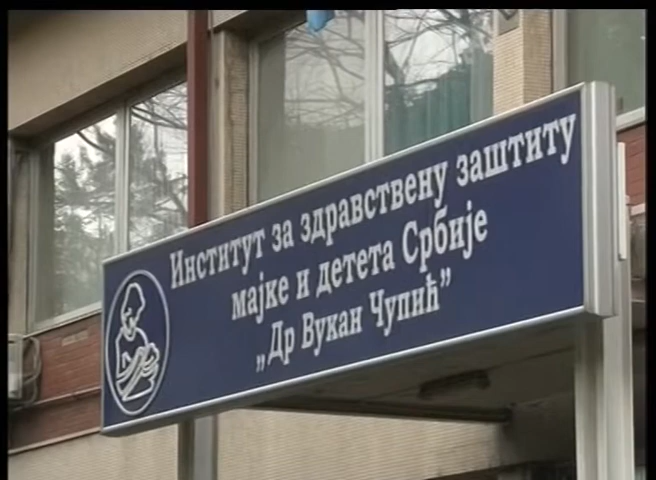 Институт за здравствену заштиту
мајке и детета Србије
„Др Вукан Чупић”